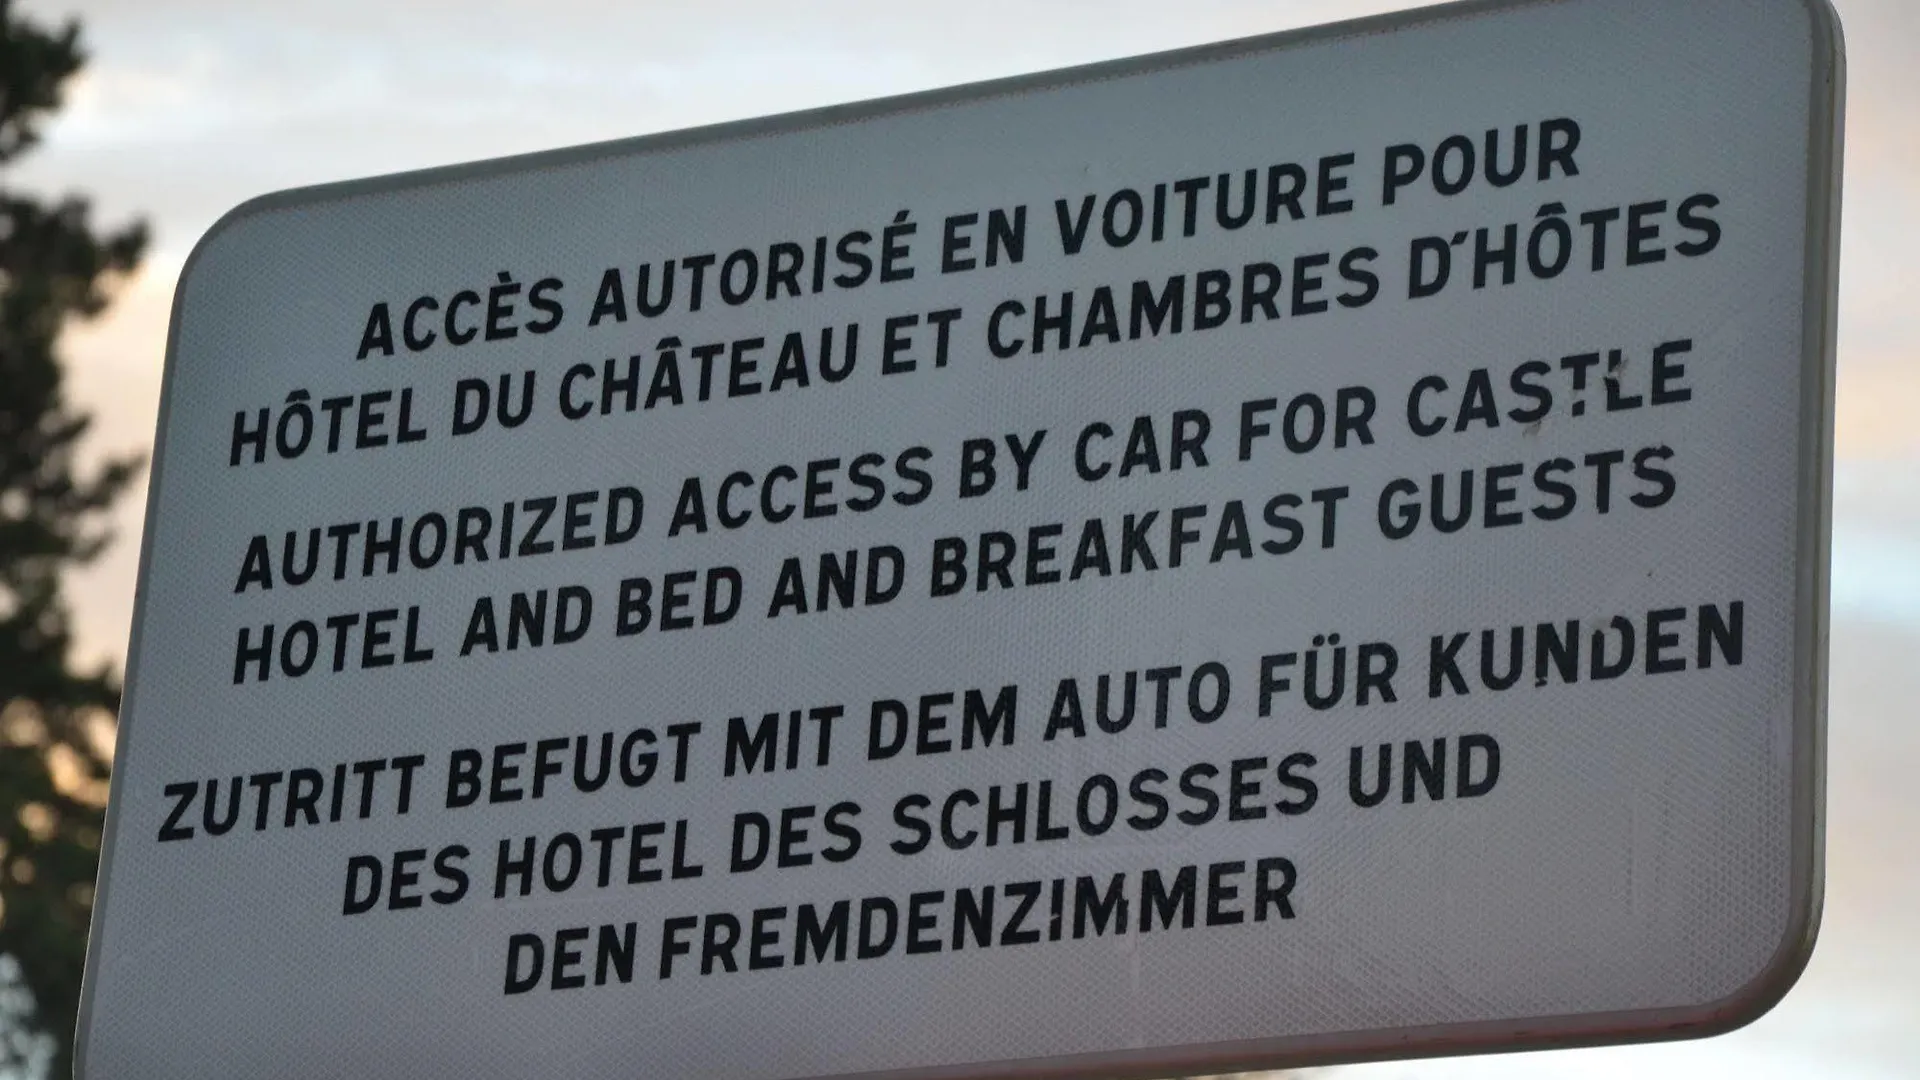 ACCÈS AUTORISÉ EN VOITURE POUR
HÔTEL DU CHÂTEAU ET CHAMBRES D´HÔTES
AUTHORIZED ACCESS BY CAR FOR CASTLE
HOTEL AND BED AND BREAKFAST GUESTS
ZUTRITT BEFUGT MIT DEM AUTO FÜR KUNDEN
DES HOTEL DES SCHLOSSES UND
DEN FREMDENZIMMER